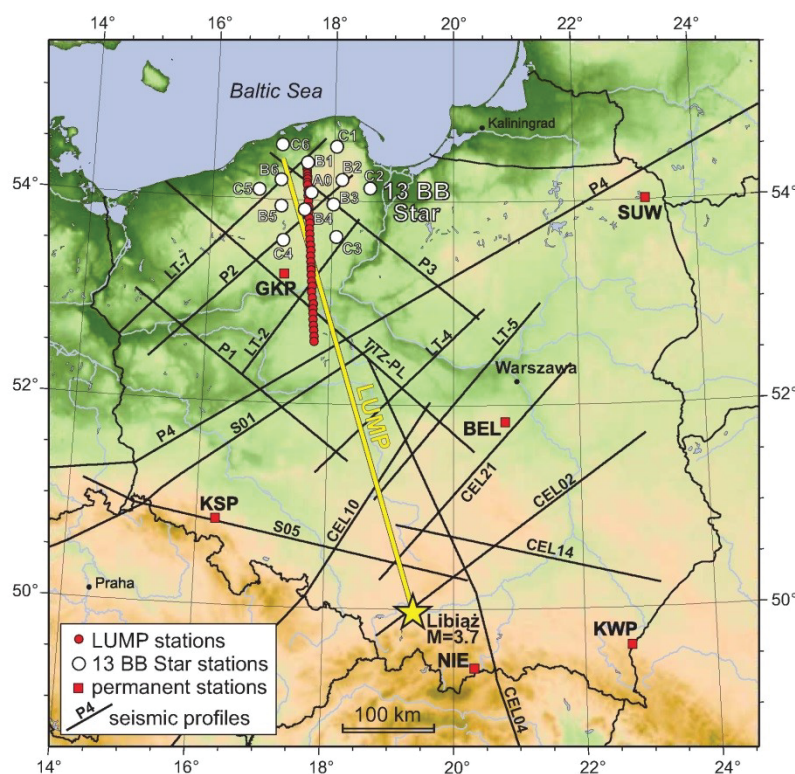 14° 16° 18° 20° 22° 24°
Baltic Sea
Kaliningrad
C6
C1
B1
B6
B2
C2
C5
A0
13 BB
Star
B3
B5
B4
C4
C3
54°
54°
P4
SUW
LT-7
P2
P3
GKP
LT-2
LT-4
LT-5
TTZ-PL
P1
Warszawa
52°
52°
LUMP
P4
S01
BEL
KSP
CEL10
CEL21
CEL02
S05
CEL14
50°
50°
Praha
Libiąż
M=3.7
KWP
NIE
CEL04
LUMP stations
13 BB Star stations
permanent stations
P4
seismic profiles
100 km
14 16 18 20 22 24°